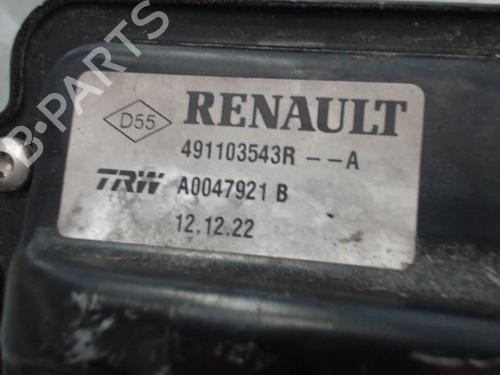 D55
RENAULT
491103543R -- A
TRW A0047921 B
12.12.22
B-PARTS